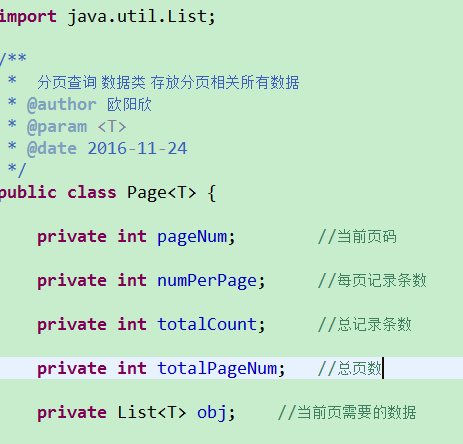 import java.util.List;
/**
* 分页查询 数据类 存放分页相关所有数据
* @author 欧阳欣
* @param <T>
* @date 2016-11-24
*/
public class Page<T> {
private int pageNum; //当前页码
private int numPerPage; //每页记录条数
private int totalCount; //总记录条数
private int totalPageNum; //总页数
private List<T> obj; //当前页需要的数据